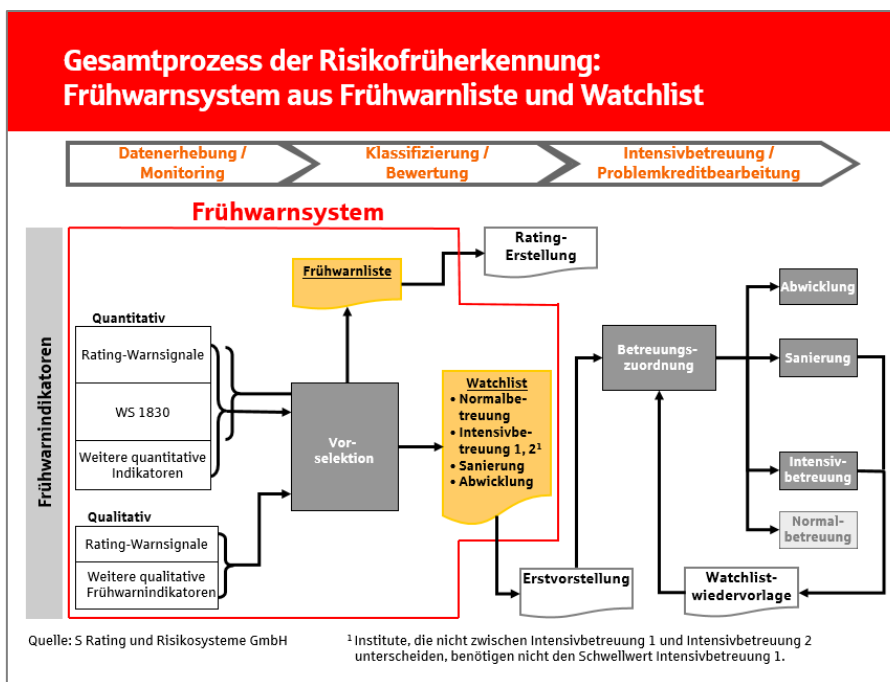 Gesamtprozess der Risikofrüherkennung:
Frühwarnsystem aus Frühwarnliste und Watchlist
Datenerhebung /
Monitoring
Klassifizierung /
Bewertung
Intensivbetreuung /
Problemkreditbearbeitung
Frühwarnsystem
Frühwarnindikatoren
Quantitativ
Rating-Warnsignale
WS 1830
Weitere quantitative
Indikatoren
Qualitativ
Rating-Warnsignale
Weitere qualitative
Frühwarnindikatoren
Frühwarnliste
Vor-
selektion
Rating-
Erstellung
Watchlist
• Normalbe-
treuung
• Intensivbe-
treuung 1, 2¹
• Sanierung
• Abwicklung
Erstvorstellung
Betreuungs-
zuordnung
Watchlist-
wiedervorlage
Abwicklung
Sanierung
Intensiv-
betreuung
Normal-
betreuung
Quelle: S Rating und Risikosysteme GmbH
¹ Institute, die nicht zwischen Intensivbetreuung 1 und Intensivbetreuung 2
unterscheiden, benötigen nicht den Schwellwert Intensivbetreuung 1.